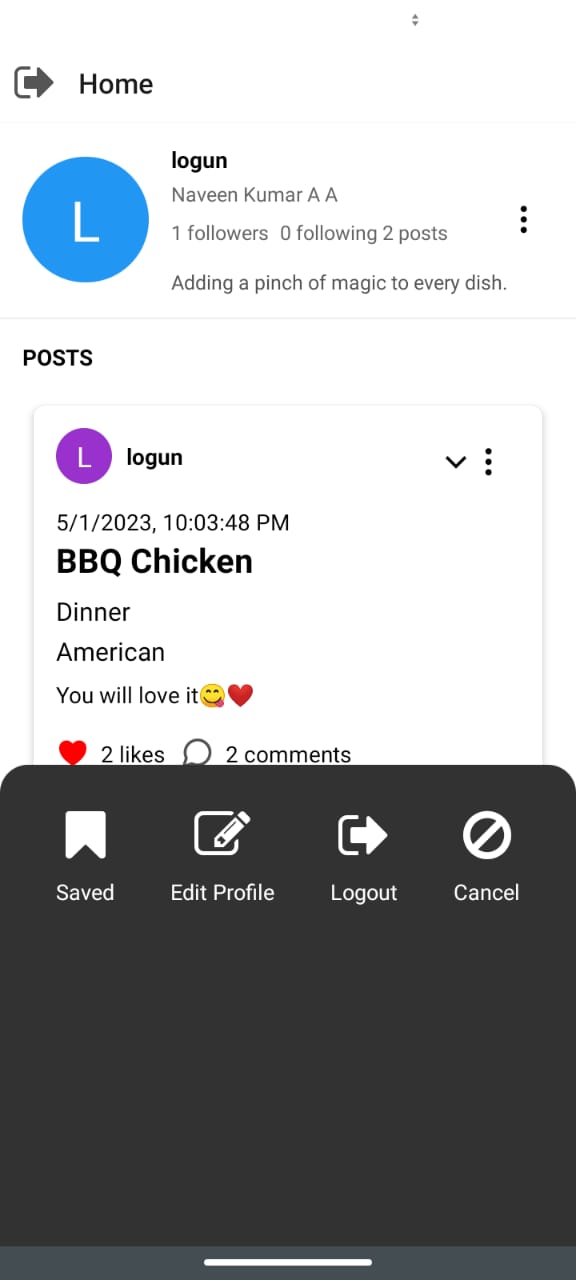 Home
L
logun
Naveen Kumar A A
1 followers 0 following 2 posts
Adding a pinch of magic to every dish.
POSTS
L
logun
5/1/2023, 10:03:48 PM
BBQ Chicken
Dinner
American
You will love it😋❤️
2 likes 2 comments
Saved Edit Profile Logout Cancel